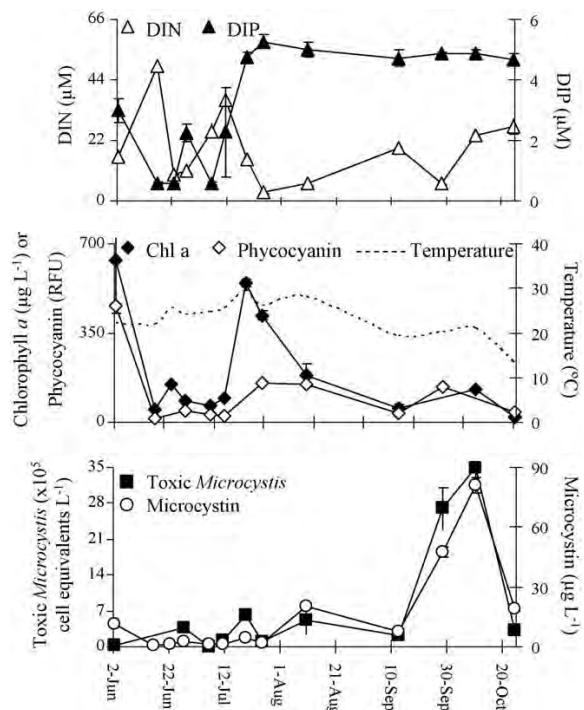 66
44
22
0
DIN (µM)
DIN DIP
6
4
2
0
DIP (µM)
700
350
0
Chlorophyll a (µg L-1) or Phycocyanin (RFU)
Chl a Phycocyanin Temperature
40
30
20
10
0
Temperature (°C)
35
28
21
14
7
0
Toxic Microcystis (x10⁵ cell equivalents L-1)
Toxic Microcystis
Microcystin
90
60
30
0
Microcystin (µg L-1)
2-Jun
22-Jun
12-Jul
1-Aug
21-Aug
10-Sep
30-Sep
20-Oct